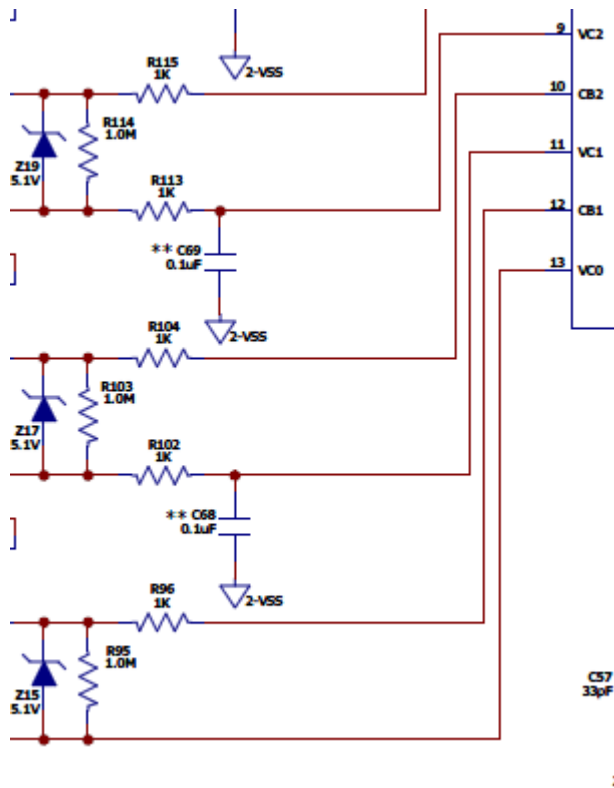 9 VC2
R115
1K
2-VSS
10 CB2
R114
1.0M
Z19
5.1V
11 VC1
R113
1K
12 CB1
** C69
0.1uF
13 VC0
R104
1K
2-VSS
R103
1.0M
Z17
5.1V
R102
1K
** C68
0.1uF
R96
1K
2-VSS
R95
1.0M
C57
33pF
Z15
5.1V